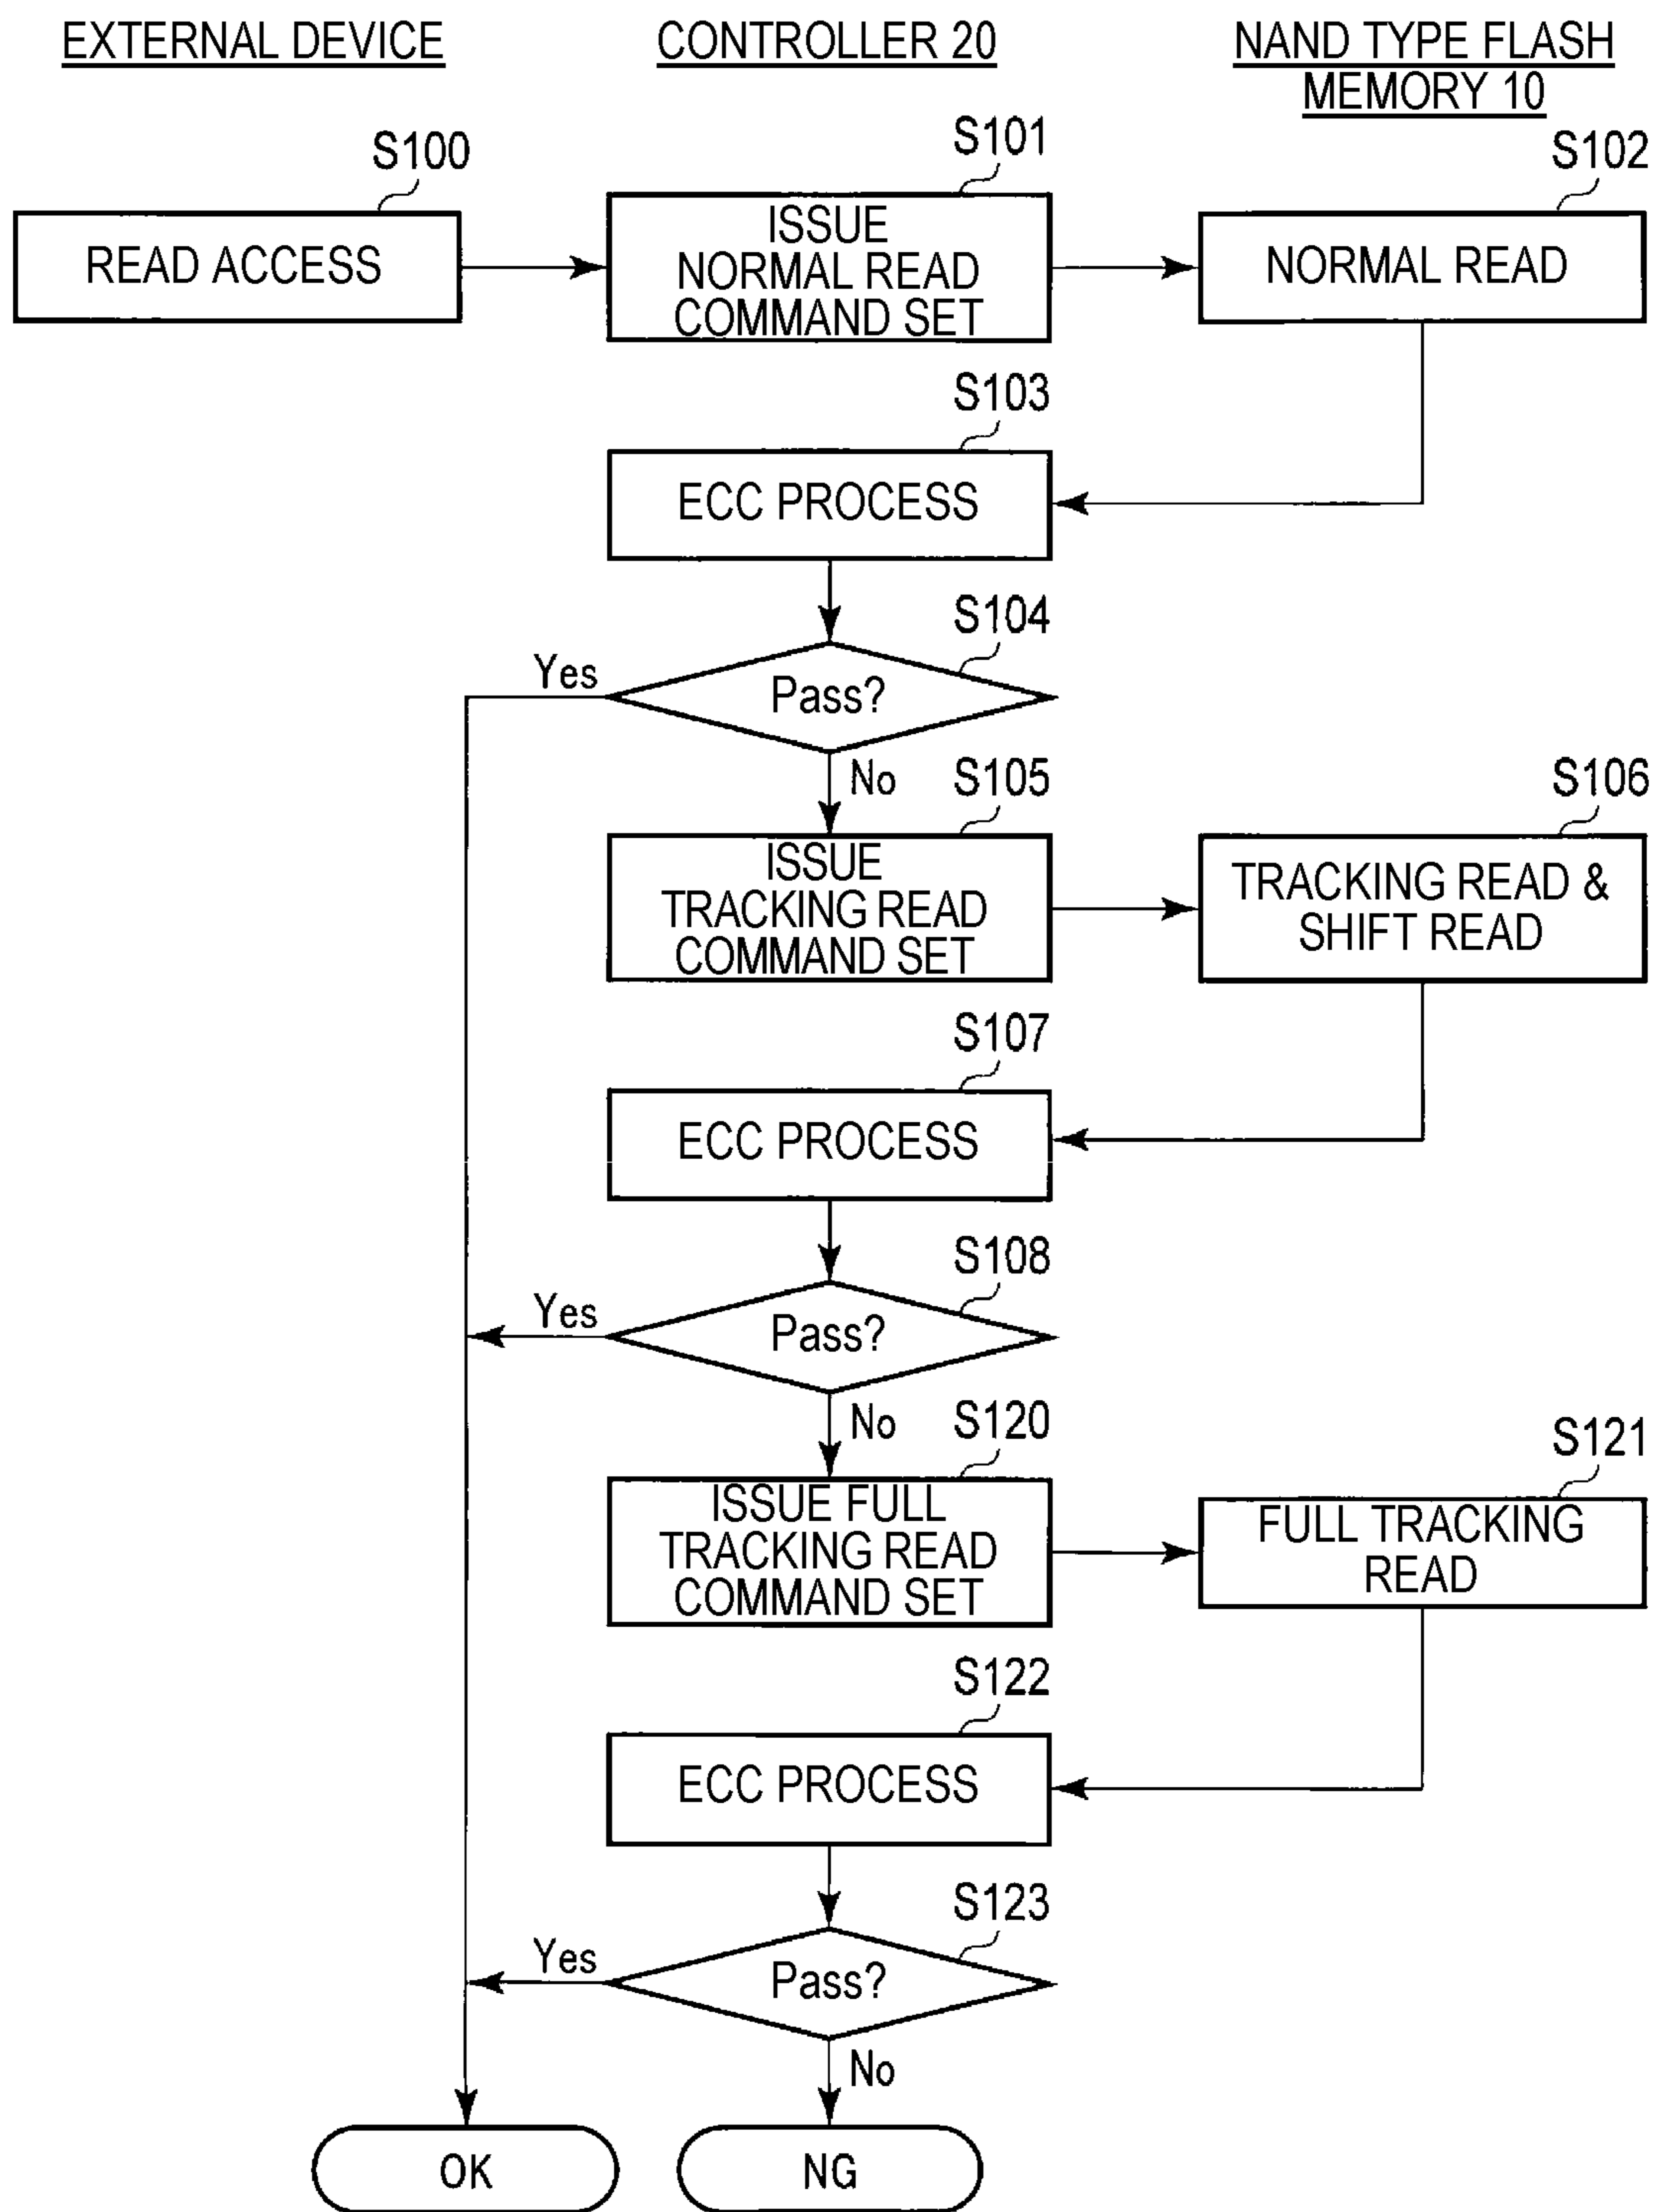 EXTERNAL DEVICE
CONTROLLER 20
NAND TYPE FLASH
MEMORY 10
S100
READ ACCESS
S101
ISSUE
NORMAL READ
COMMAND SET
S102
NORMAL READ
S103
ECC PROCESS
S104
Pass?
Yes
No
S105
ISSUE
TRACKING READ
COMMAND SET
S106
TRACKING READ &
SHIFT READ
S107
ECC PROCESS
S108
Pass?
Yes
No
S120
ISSUE FULL
TRACKING READ
COMMAND SET
S121
FULL TRACKING
READ
S122
ECC PROCESS
S123
Pass?
Yes
No
OK
NG